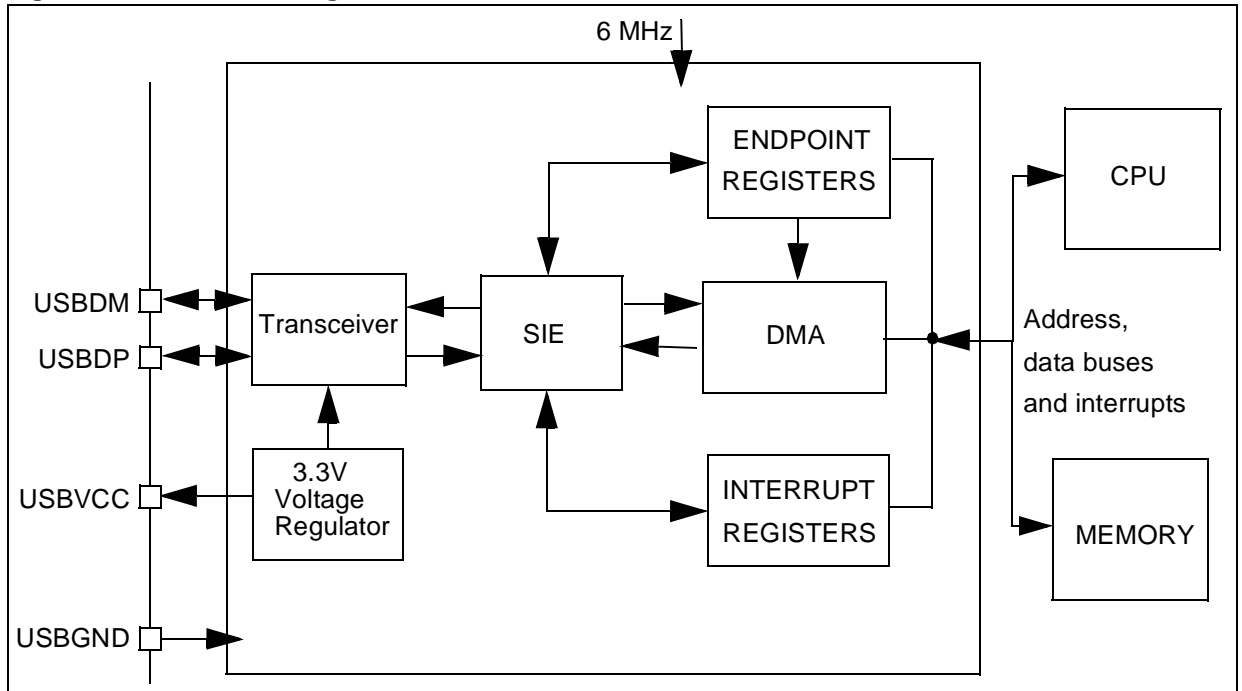 6 MHz
ENDPOINT
REGISTERS
CPU
USBDM
USBDP
Transceiver
SIE
DMA
Address,
data buses
and interrupts
3.3V
Voltage
Regulator
USBVCC
INTERRUPT
REGISTERS
MEMORY
USBGND